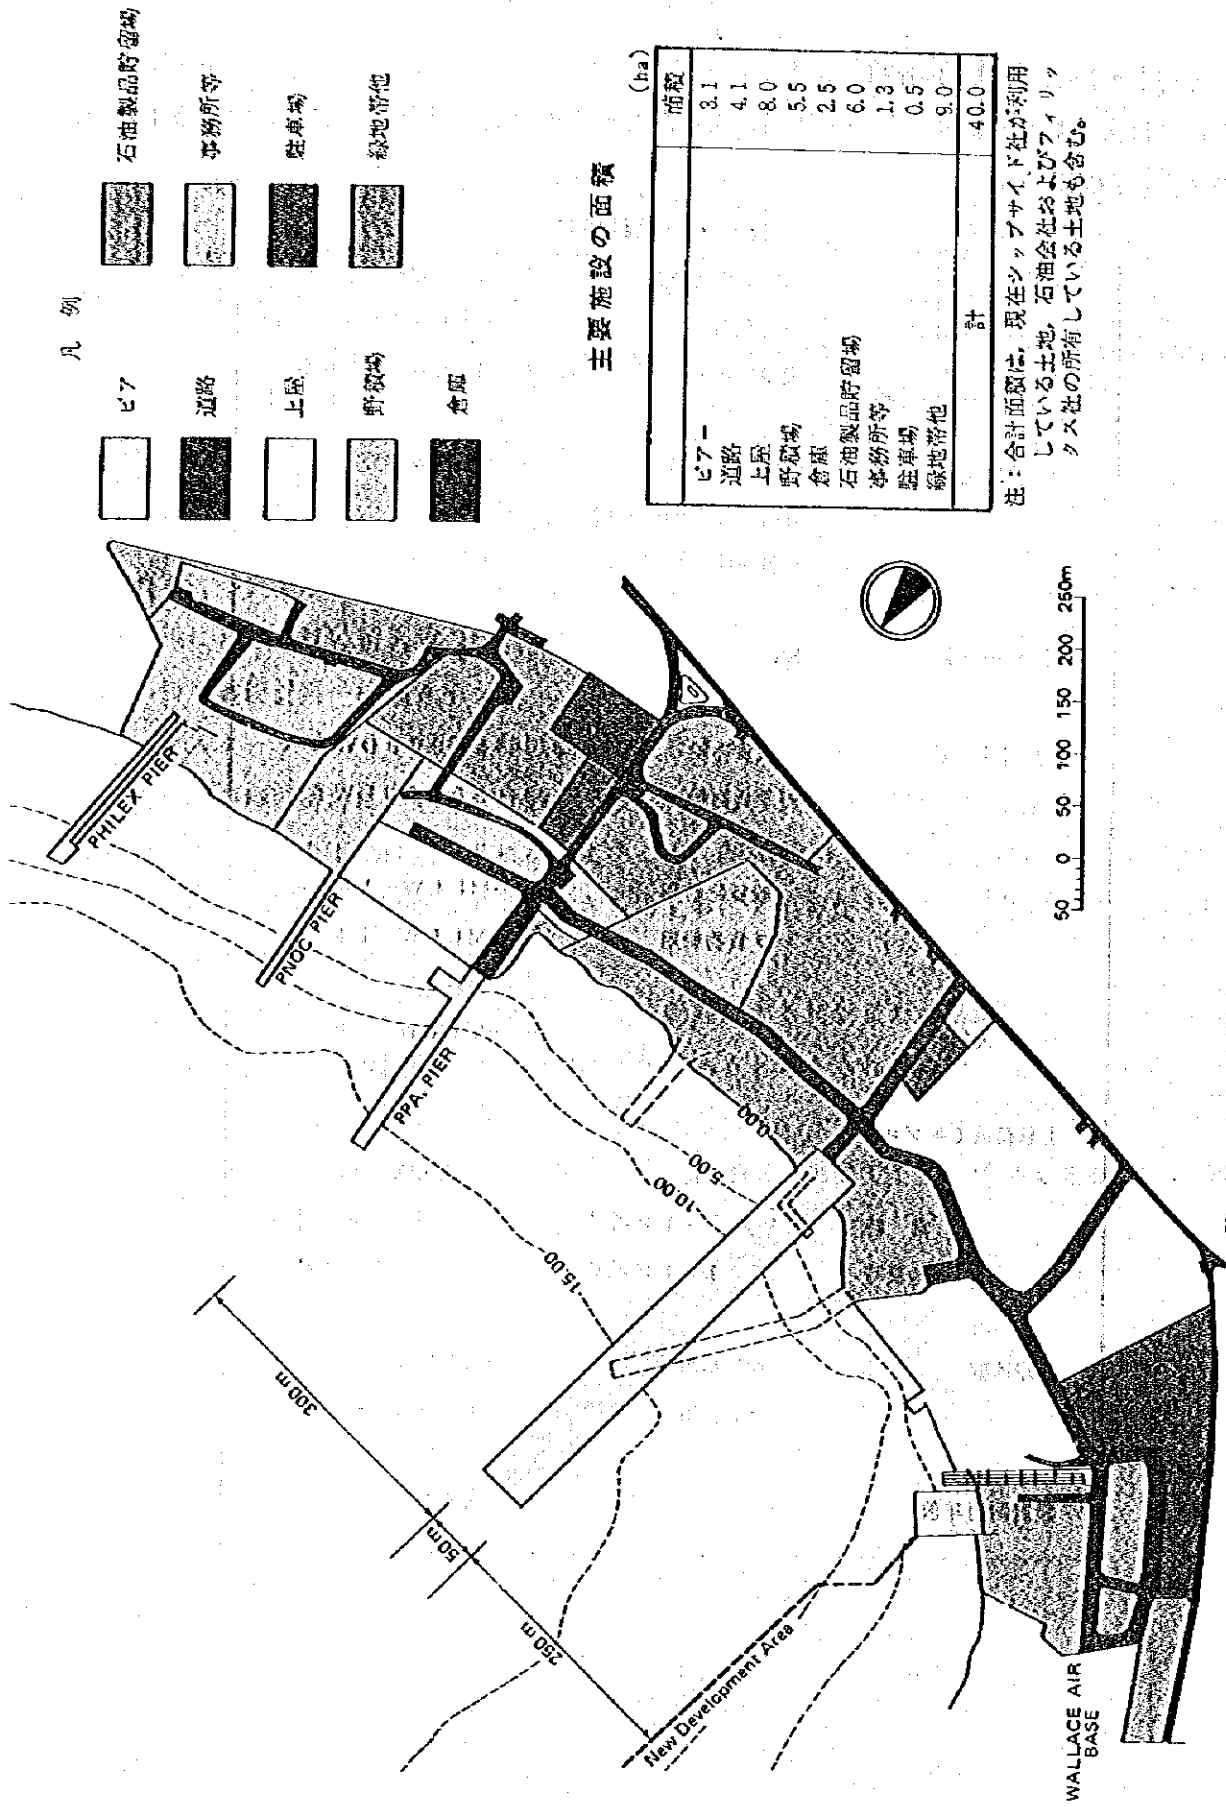 凡例
ピア
道路
上屋
野積場
倉庫
石油製品貯留場
事務所等
駐車場
緑地帯他
主要施設の面積
(ha)
面積
ピアー 3.1
道路 4.1
上屋 8.0
野積場 5.5
倉庫 2.5
石油製品貯留場 6.0
事務所等 1.3
駐車場 0.5
緑地帯他 9.0
計 40.0
注:合計面積は,現在シップサイド社が利用
している土地,石油会社およびフィリッ
クス社の所有している土地も含む。
PHILEX PIER
PNOC PIER
PPA. PIER
0.00
-5.00
-10.00
-15.00
300 m
50 m
250 m
New Development Area
WALLACE AIR
BASE
50 0 50 100 150 200 250m